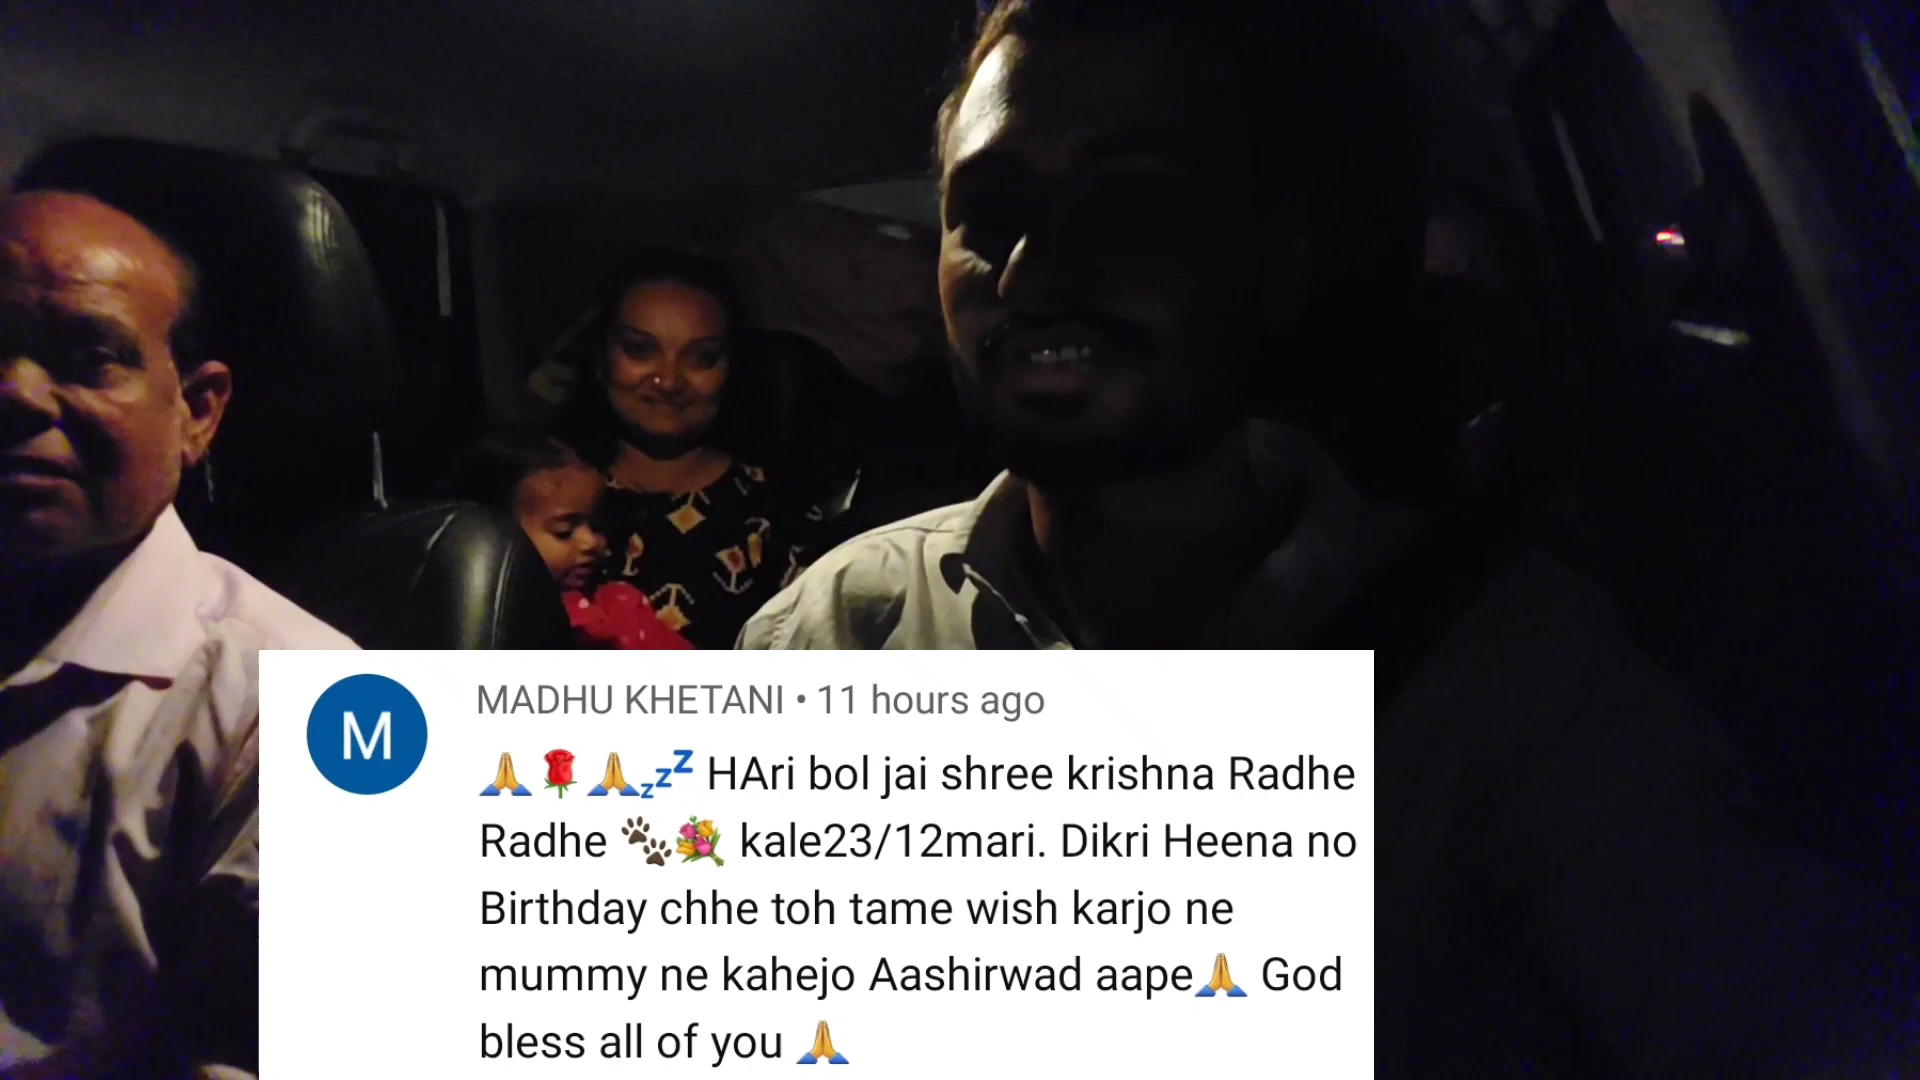 M
MADHU KHETANI • 11 hours ago
🙏🌹🙏💤 HAri bol jai shree krishna Radhe
Radhe 🐾💐 kale23/12mari. Dikri Heena no
Birthday chhe toh tame wish karjo ne
mummy ne kahejo Aashirwad aape🙏 God
bless all of you 🙏